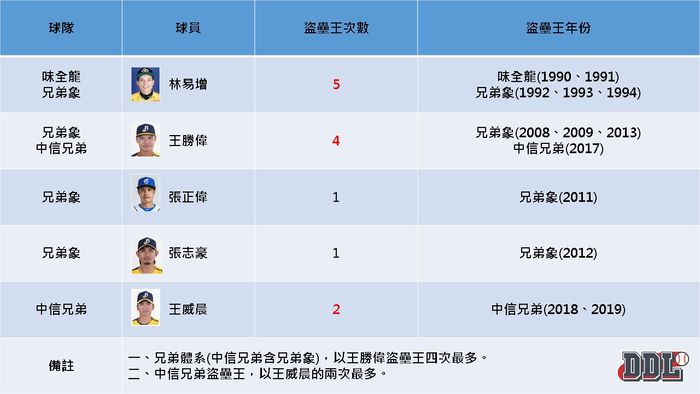 球隊 球員 盜壘王次數 盜壘王年份
味全龍
兄弟象
林易增
5
味全龍(1990、1991)
兄弟象(1992、1993、1994)
兄弟象
中信兄弟
王勝偉
4
兄弟象(2008、2009、2013)
中信兄弟(2017)
兄弟象 張正偉 1 兄弟象(2011)
兄弟象 張志豪 1 兄弟象(2012)
中信兄弟 王威晨 2 中信兄弟(2018、2019)
備註
一、兄弟體系(中信兄弟含兄弟象)，以王勝偉盜壘王四次最多。
二、中信兄弟盜壘王，以王威晨的兩次最多。
DDL